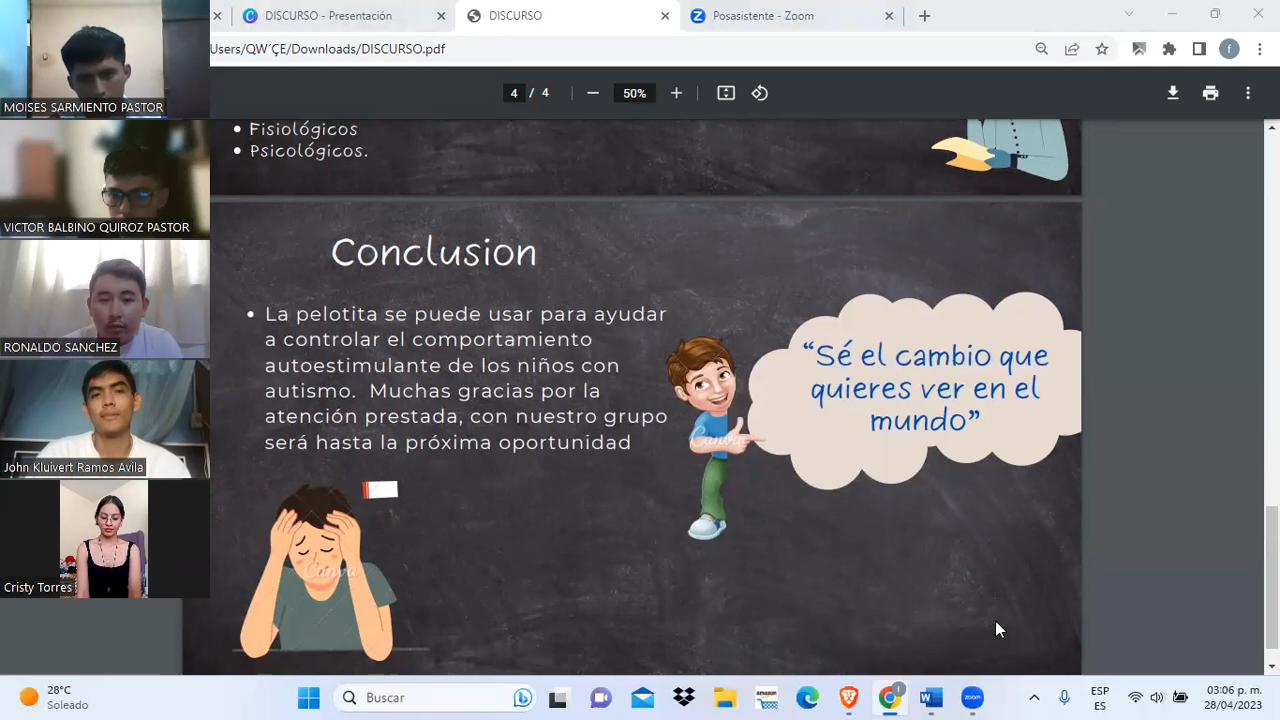 DISCURSO - Presentación
DISCURSO
Posasistente - Zoom
Users/QW´ÇE/Downloads/DISCURSO.pdf
f
4 / 4
50%
MOISES SARMIENTO PASTOR
VICTOR BALBINO QUIROZ PASTOR
RONALDO SANCHEZ
John Kluivert Ramos Avila
Cristy Torres
• Fisiológicos
• Psicológicos.
Conclusion
• La pelotita se puede usar para ayudar
a controlar el comportamiento
autoestimulante de los niños con
autismo. Muchas gracias por la
atención prestada, con nuestro grupo
será hasta la próxima oportunidad
“Sé el cambio que
quieres ver en el
mundo”
Canva
Canva
28°C
Soleado
Buscar
amazon
zoom
ESP
ES
03:06 p. m.
28/04/2023